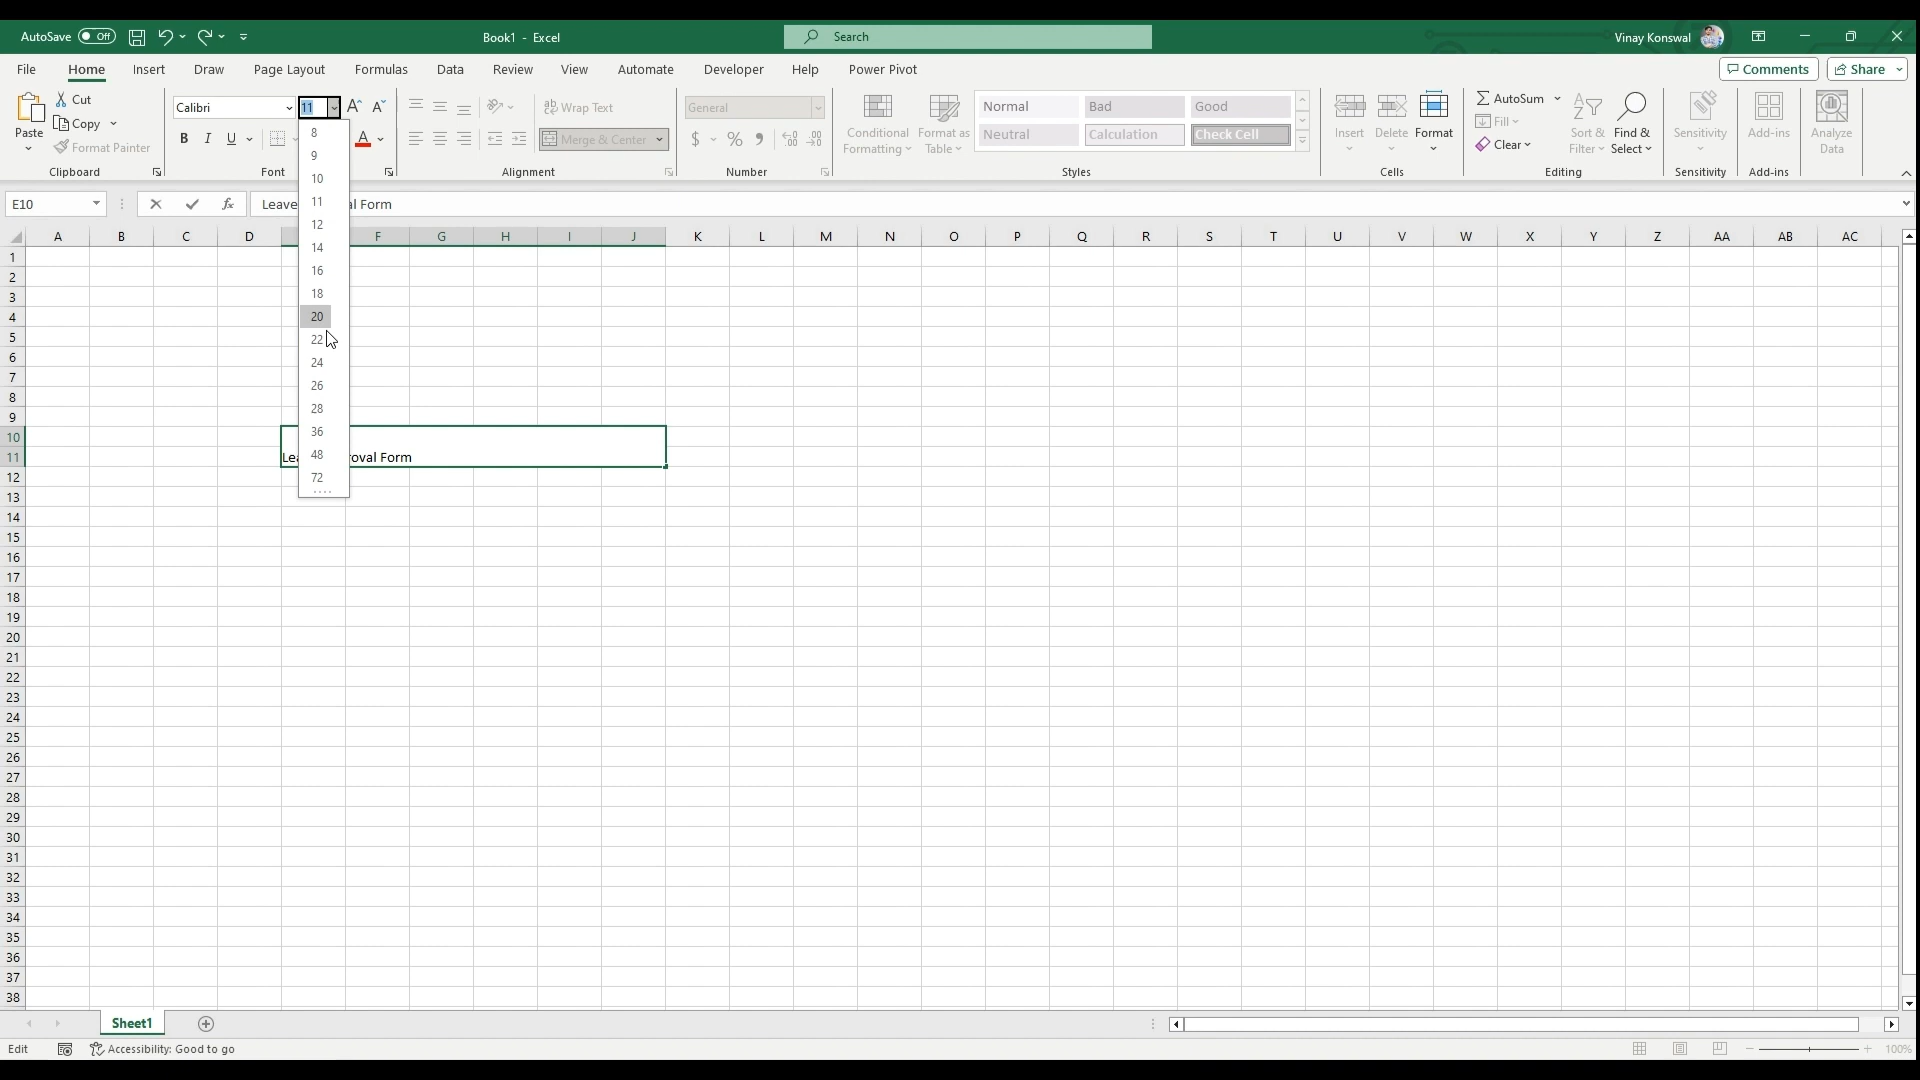 AutoSave Off
Book1 - Excel
Search
Vinay Konswal
File Home Insert Draw Page Layout Formulas Data Review View Automate Developer Help Power Pivot
Comments Share
Paste
Cut
Copy
Format Painter
Clipboard
Calibri 11
A A
B I U A
Font
ab Wrap Text
Merge & Center
Alignment
General
$ % ,
Number
Conditional
Formatting
Format as
Table
Normal Bad Good
Neutral Calculation Check Cell
Styles
Insert Delete Format
Cells
AutoSum
Fill
Clear
Sort &
Filter
Find &
Select
Editing
Sensitivity
Sensitivity
Add-ins
Add-ins
Analyze
Data
8
9
10
11
12
14
16
18
20
22
24
26
28
36
48
72
E10
fx
Leave al Form
A B C D F G H I J K L M N O P Q R S T U V W X Y Z AA AB AC
1
2
3
4
5
6
7
8
9
10
11
Lea roval Form
12
13
14
15
16
17
18
19
20
21
22
23
24
25
26
27
28
29
30
31
32
33
34
35
36
37
38
Sheet1
Edit
Accessibility: Good to go
100%